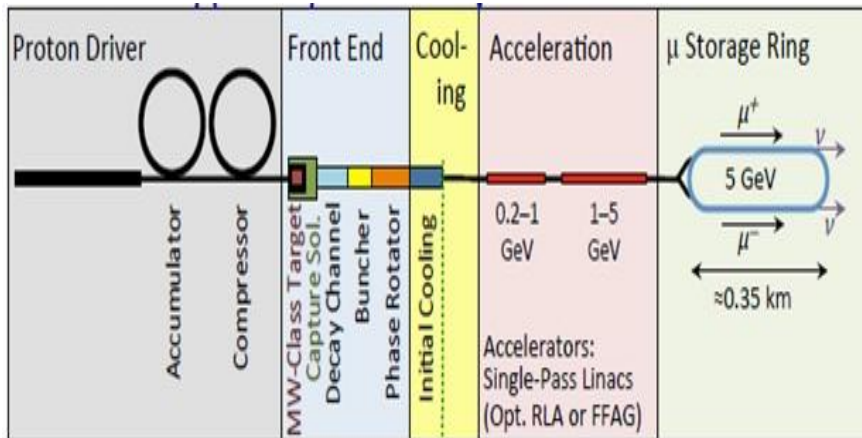 Proton Driver
Front End
Cool-
ing
Acceleration
μ Storage Ring
μ⁺
ν
5 GeV
μ⁻
ν
≈0.35 km
0.2–1
GeV
1–5
GeV
Accumulator
Compressor
MW-Class Target
Capture Sol.
Decay Channel
Buncher
Phase Rotator
Initial Cooling
Accelerators:
Single-Pass Linacs
(Opt. RLA or FFAG)